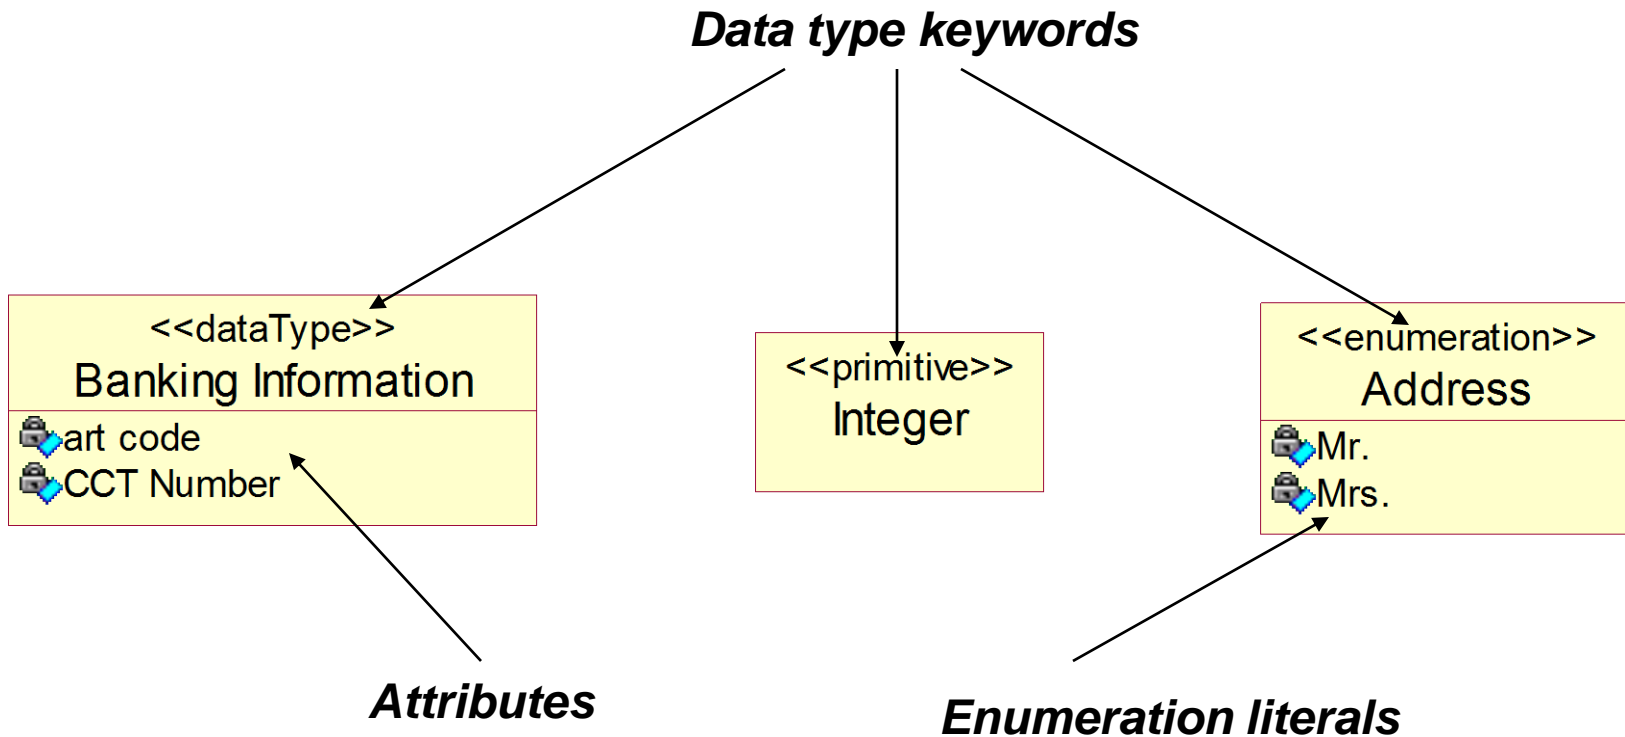 Data type keywords
<<dataType>>
Banking Information
art code
CCT Number
<<primitive>>
Integer
<<enumeration>>
Address
Mr.
Mrs.
Attributes
Enumeration literals